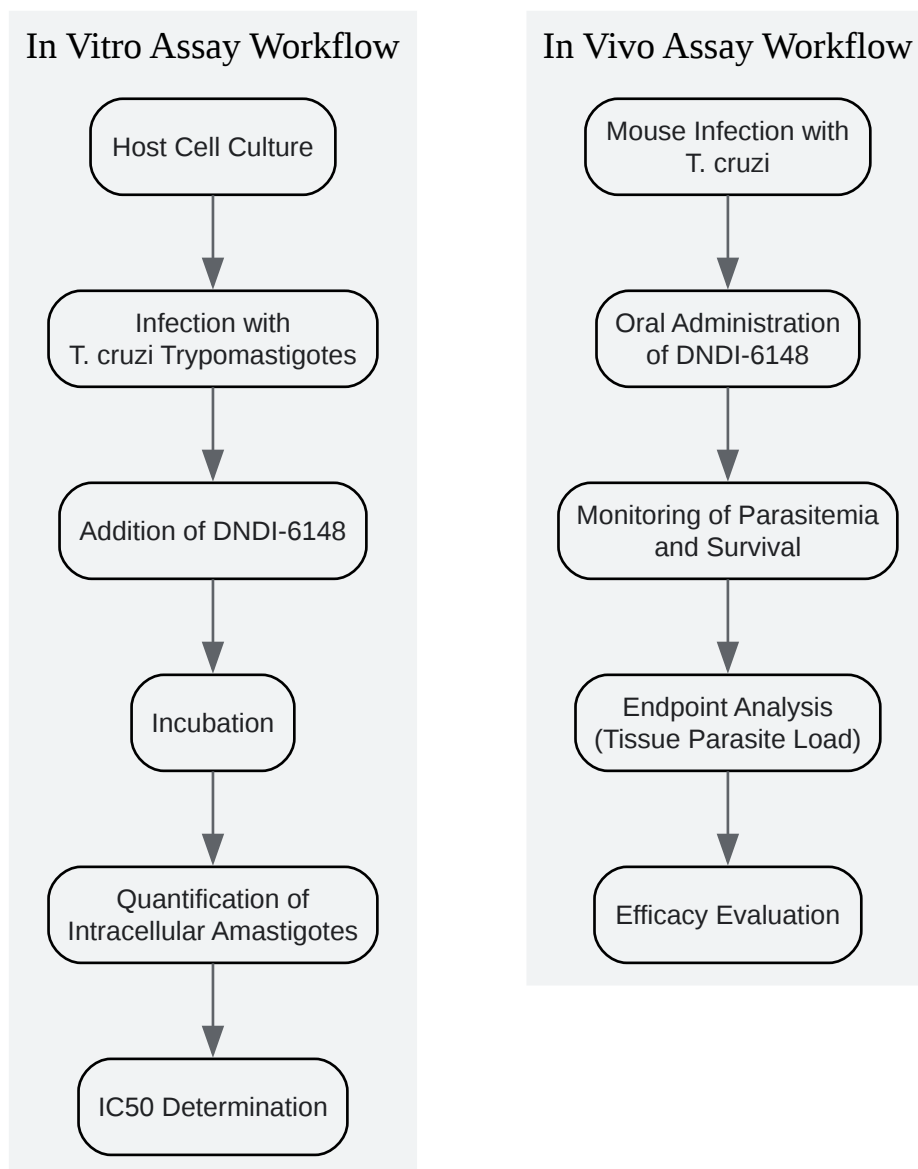 In Vitro Assay Workflow
Host Cell Culture
Infection with
T. cruzi Trypomastigotes
Addition of DNDI-6148
Incubation
Quantification of
Intracellular Amastigotes
IC50 Determination
In Vivo Assay Workflow
Mouse Infection with
T. cruzi
Oral Administration
of DNDI-6148
Monitoring of Parasitemia
and Survival
Endpoint Analysis
(Tissue Parasite Load)
Efficacy Evaluation